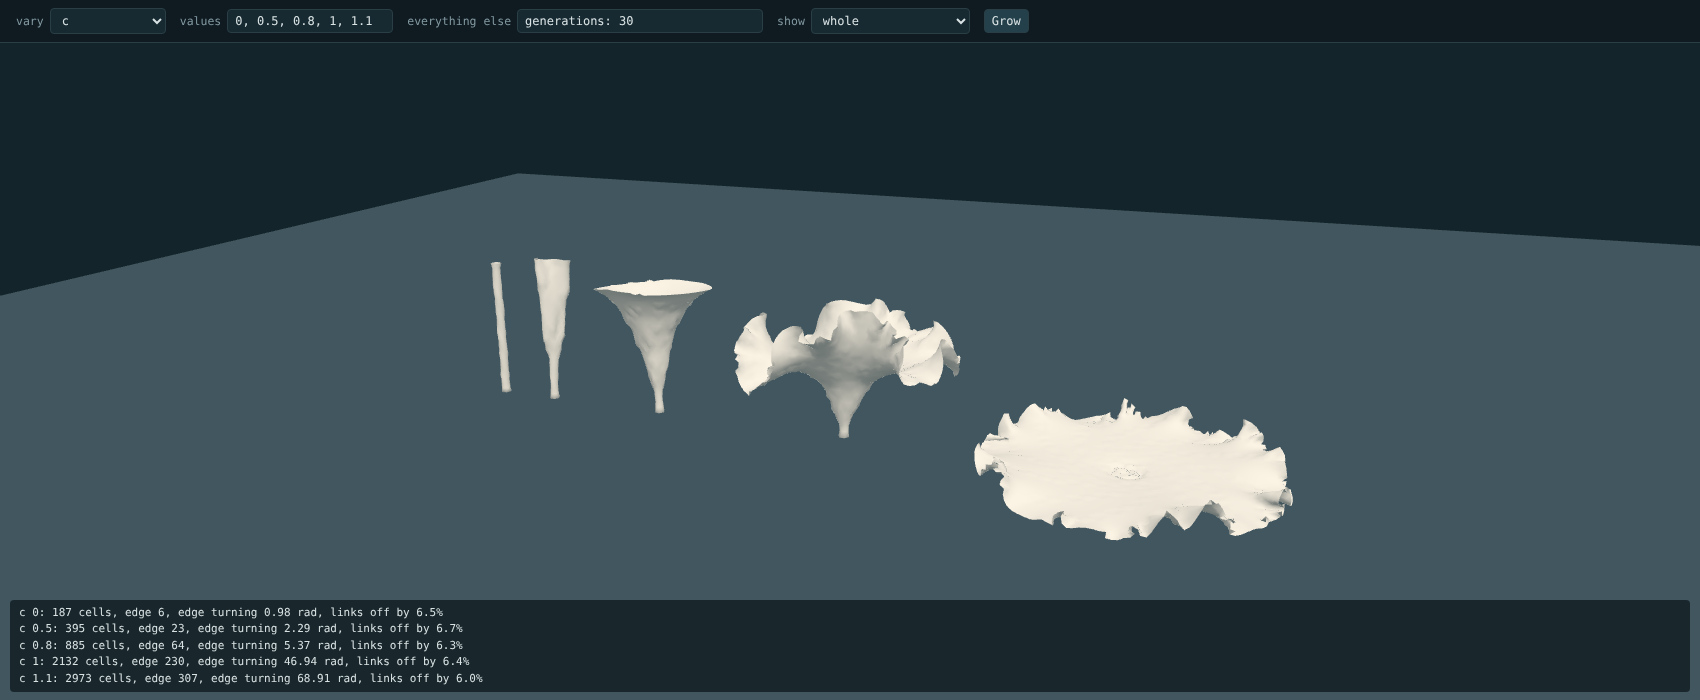 vary c values 0, 0.5, 0.8, 1, 1.1 everything else generations: 30 show whole Grow
c 0: 187 cells, edge 6, edge turning 0.98 rad, links off by 6.5%
c 0.5: 395 cells, edge 23, edge turning 2.29 rad, links off by 6.7%
c 0.8: 885 cells, edge 64, edge turning 5.37 rad, links off by 6.3%
c 1: 2132 cells, edge 230, edge turning 46.94 rad, links off by 6.4%
c 1.1: 2973 cells, edge 307, edge turning 68.91 rad, links off by 6.0%